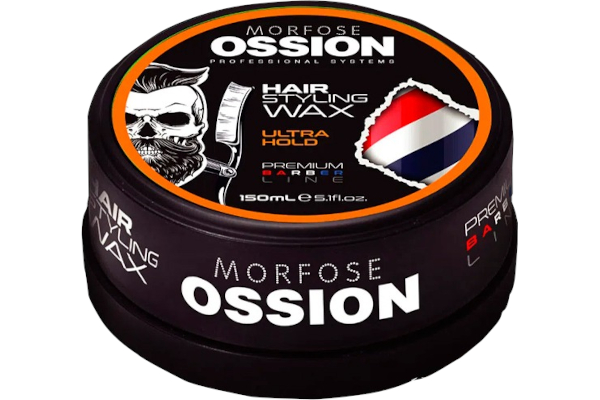 MORFOSE
OSSION
PROFESSIONAL SYSTEMS
HAIR
STYLING
WAX
ULTRA
HOLD
PREMIUM
BARBER
LINE
150mL e 5.1fl.oz.
HAIR
STYLING
WAX
MORFOSE
OSSION
PREMIUM
BARBER
LINE